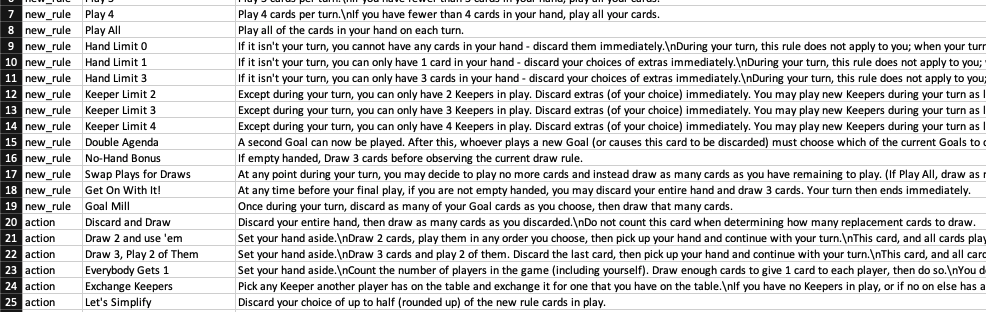 7 new_rule Play 4 Play 4 cards per turn.\nIf you have fewer than 4 cards in your hand, play all your cards.
8 new_rule Play All Play all of the cards in your hand on each turn.
9 new_rule Hand Limit 0 If it isn't your turn, you cannot have any cards in your hand - discard them immediately.\nDuring your turn, this rule does not apply to you; when your turn
10 new_rule Hand Limit 1 If it isn't your turn, you can only have 1 card in your hand - discard your choices of extras immediately.\nDuring your turn, this rule does not apply to you;
11 new_rule Hand Limit 3 If it isn't your turn, you can only have 3 cards in your hand - discard your choices of extras immediately.\nDuring your turn, this rule does not apply to you;
12 new_rule Keeper Limit 2 Except during your turn, you can only have 2 Keepers in play. Discard extras (of your choice) immediately. You may play new Keepers during your turn as l
13 new_rule Keeper Limit 3 Except during your turn, you can only have 3 Keepers in play. Discard extras (of your choice) immediately. You may play new Keepers during your turn as l
14 new_rule Keeper Limit 4 Except during your turn, you can only have 4 Keepers in play. Discard extras (of your choice) immediately. You may play new Keepers during your turn as l
15 new_rule Double Agenda A second Goal can now be played. After this, whoever plays a new Goal (or causes this card to be discarded) must choose which of the current Goals to
16 new_rule No-Hand Bonus If empty handed, Draw 3 cards before observing the current draw rule.
17 new_rule Swap Plays for Draws At any point during your turn, you may decide to play no more cards and instead draw as many cards as you have remaining to play. (If Play All, draw as
18 new_rule Get On With It! At any time before your final play, if you are not empty handed, you may discard your entire hand and draw 3 cards. Your turn then ends immediately.
19 new_rule Goal Mill Once during your turn, discard as many of your Goal cards as you choose, then draw that many cards.
20 action Discard and Draw Discard your entire hand, then draw as many cards as you discarded.\nDo not count this card when determining how many replacement cards to draw.
21 action Draw 2 and use 'em Set your hand aside.\nDraw 2 cards, play them in any order you choose, then pick up your hand and continue with your turn.\nThis card, and all cards play
22 action Draw 3, Play 2 of Them Set your hand aside.\nDraw 3 cards and play 2 of them. Discard the last card, then pick up your hand and continue with your turn.\nThis card, and all card
23 action Everybody Gets 1 Set your hand aside.\nCount the number of players in the game (including yourself). Draw enough cards to give 1 card to each player, then do so.\nYou d
24 action Exchange Keepers Pick any Keeper another player has on the table and exchange it for one that you have on the table.\nIf you have no Keepers in play, or if no on else has a
25 action Let's Simplify Discard your choice of up to half (rounded up) of the new rule cards in play.